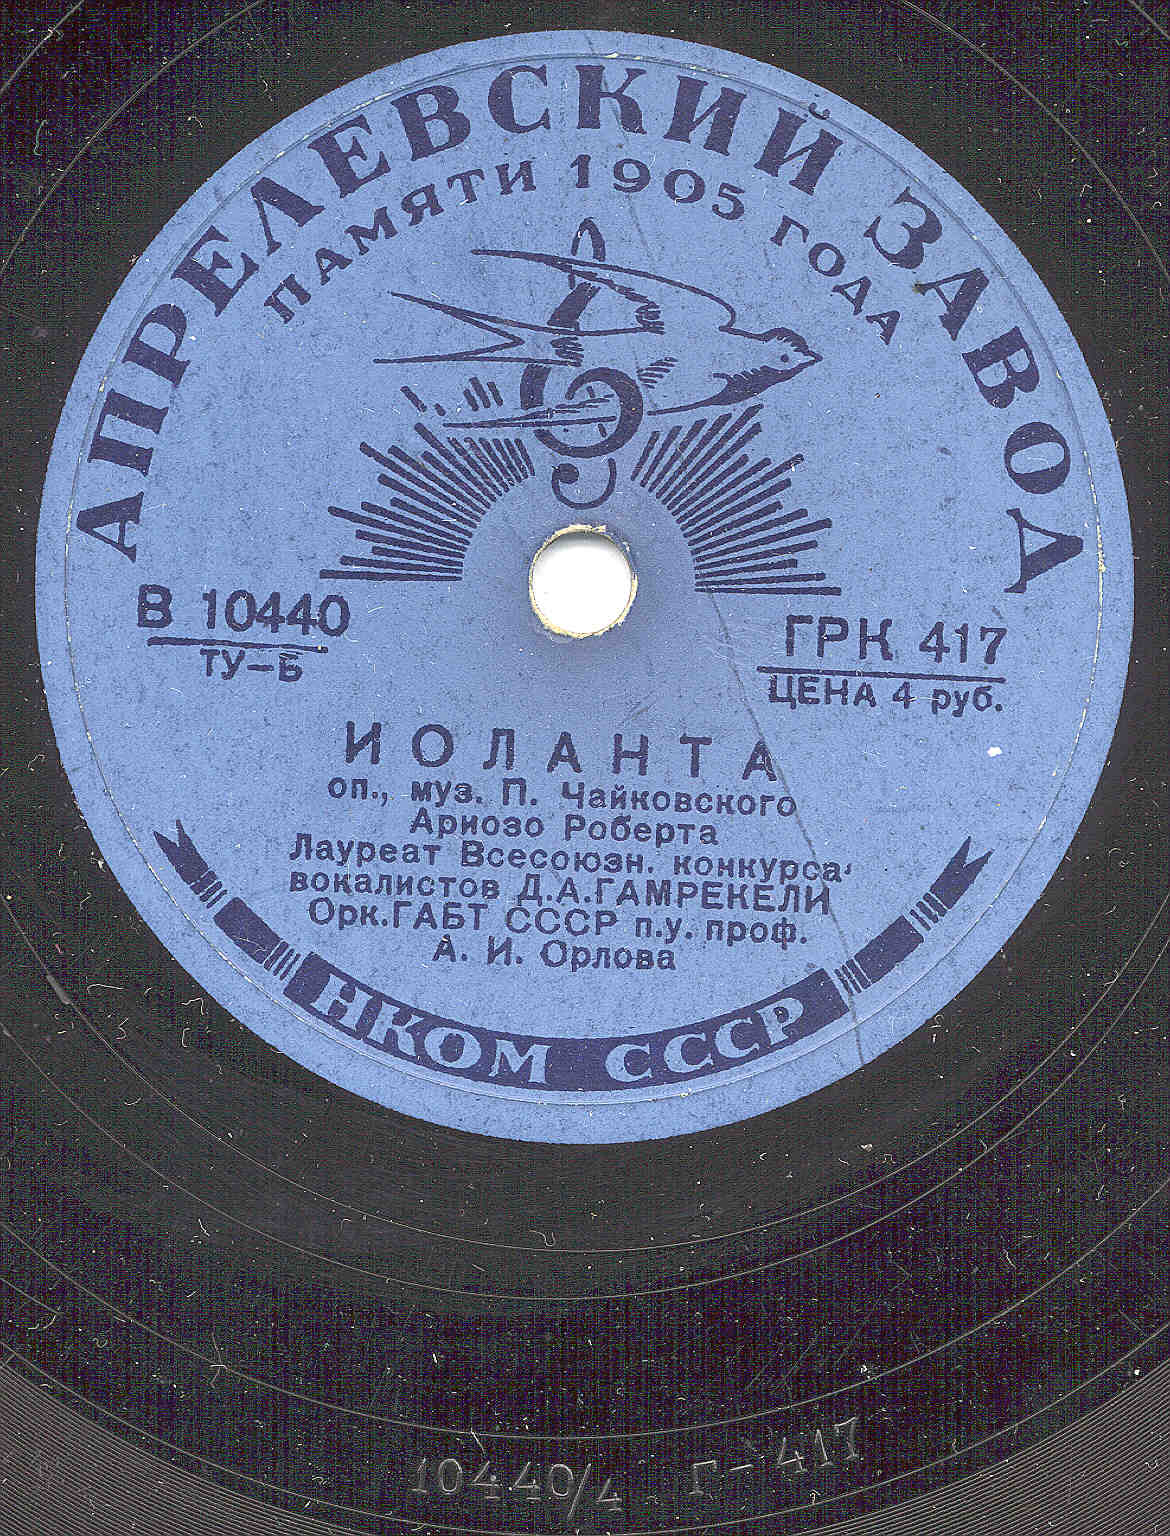 АПРЕЛЕВСКИЙ ЗАВОД
ПАМЯТИ 1905 ГОДА
В 10440
ТУ-Б
ГРК 417
ЦЕНА 4 руб.
ИОЛАНТА
оп., муз. П. Чайковского
Ариозо Роберта
Лауреат Всесоюзн. конкурса
вокалистов Д.А.ГАМРЕКЕЛИ
Орк.ГАБТ СССР п.у. проф.
А. И. Орлова
НКОМ СССР
10440/4 Г-417